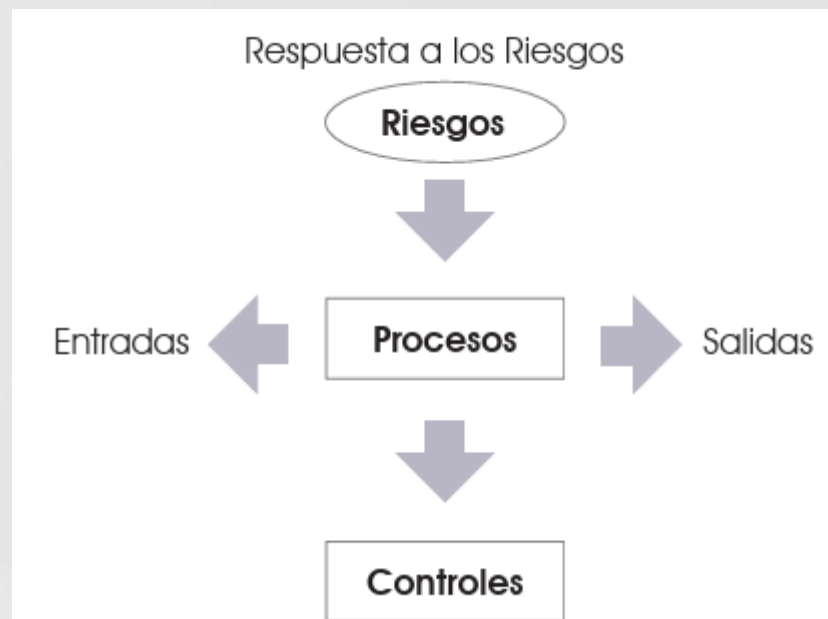 Respuesta a los Riesgos
Riesgos
Entradas
Procesos
Salidas
Controles